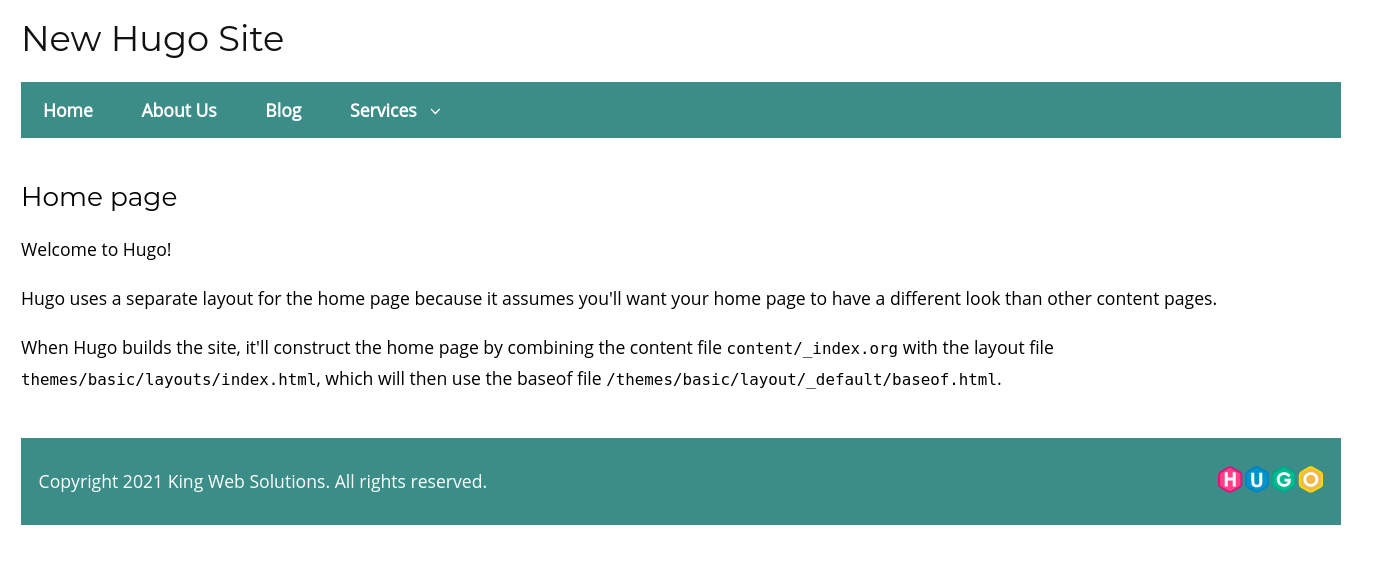 New Hugo Site
Home About Us Blog Services
Home page
Welcome to Hugo!
Hugo uses a separate layout for the home page because it assumes you'll want your home page to have a different look than other content pages.
When Hugo builds the site, it'll construct the home page by combining the content file content/_index.org with the layout file
themes/basic/layouts/index.html, which will then use the baseof file /themes/basic/layout/_default/baseof.html.
Copyright 2021 King Web Solutions. All rights reserved. HUGO